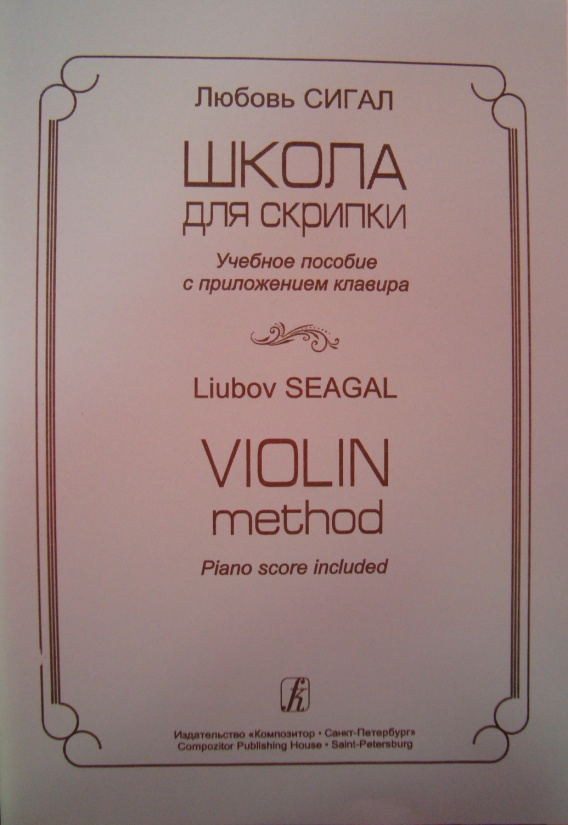 Любовь СИГАЛ
ШКОЛА
для скрипки
Учебное пособие
с приложением клавира
Liubov SEAGAL
VIOLIN
method
Piano score included
Издательство «Композитор • Санкт-Петербург»
Compozitor Publishing House • Saint-Petersburg